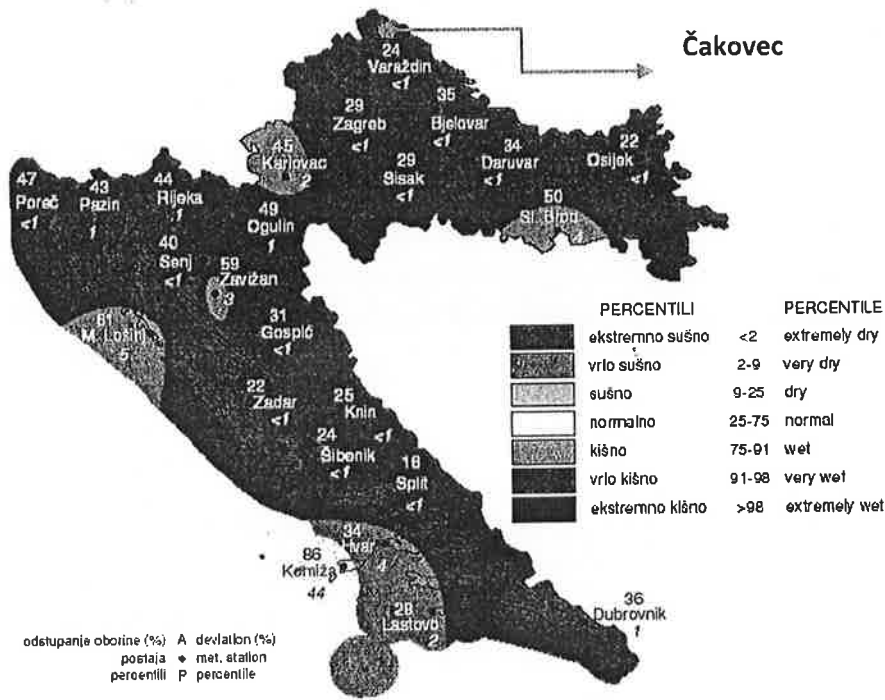 Čakovec
24
Varaždin
<1
35
Bjelovar
<1
29
Zagreb
<1
45
Karlovac
2
29
Sisak
<1
34
Daruvar
<1
22
Osijek
<1
50
Sl. Brod
47
Poreč
<1
43
Pazin
1
44
Rijeka
1
49
Ogulin
1
40
Senj
<1
59
Zavižan
3
31
Gospić
<1
M. Lošinj
5
22
Zadar
<1
25
Knin
<1
24
Šibenik
<1
Split
<1
34
Hvar
4
86
Komiža
44
Lastovo
2
36
Dubrovnik
1
PERCENTILI PERCENTILE
ekstremno sušno <2 extremely dry
vrlo sušno 2-9 very dry
sušno 9-25 dry
normalno 25-75 normal
kišno 75-91 wet
vrlo kišno 91-98 very wet
ekstremno kišno >98 extremely wet
odstupanje oborine (%) A deviation (%)
postaja met. station
percentili P percentile